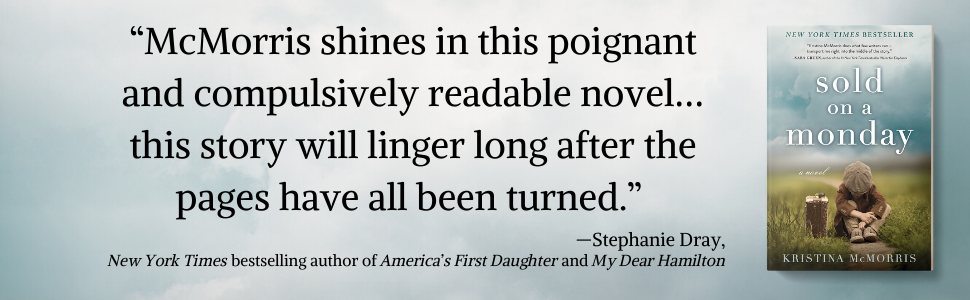 “McMorris shines in this poignant
and compulsively readable novel...
this story will linger long after the
pages have all been turned.”
—Stephanie Dray,
New York Times bestselling author of America’s First Daughter and My Dear Hamilton
NEW YORK TIMES BESTSELLER
SARA GRUEN
sold
on a
monday
a novel
KRISTINA McMORRIS